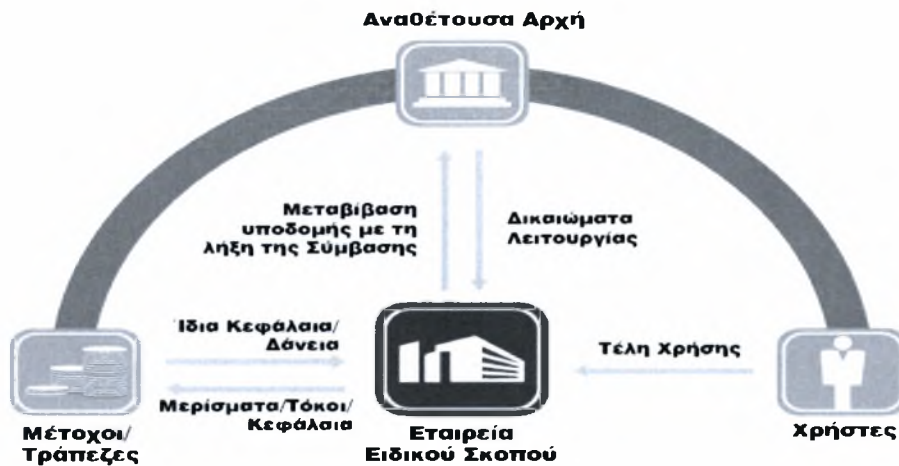 Αναθέτουσα Αρχή
Μεταβίβαση
υποδομής με τη
λήξη της Σύμβασης
Δικαιώματα
Λειτουργίας
Ίδια Κεφάλαια/
Δάνεια
Τέλη Χρήσης
Μερίσματα/Τόκοι/
Κεφάλαια
Μέτοχοι/
Τράπεζες
Εταιρεία
Ειδικού Σκοπού
Χρήστες